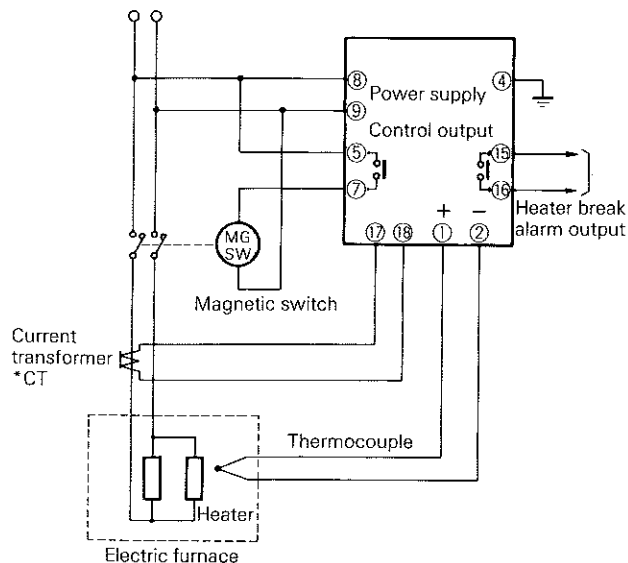 ⑧
④
Power supply
⑨
Control output
⑤
⑮
⑦
⑯
Heater break
alarm output
+ −
⑰ ⑱ ① ②
MG
SW
Magnetic switch
Current
transformer
*CT
Thermocouple
Heater
Electric furnace